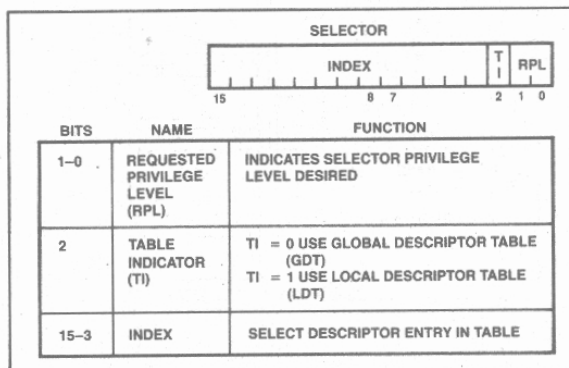 SELECTOR
INDEX
T
I
RPL
15 8 7 2 1 0
BITS NAME FUNCTION
1–0 REQUESTED INDICATES SELECTOR PRIVILEGE
PRIVILEGE LEVEL DESIRED
LEVEL
(RPL)
2 TABLE TI = 0 USE GLOBAL DESCRIPTOR TABLE
INDICATOR (GDT)
(TI) TI = 1 USE LOCAL DESCRIPTOR TABLE
(LDT)
15–3 INDEX SELECT DESCRIPTOR ENTRY IN TABLE